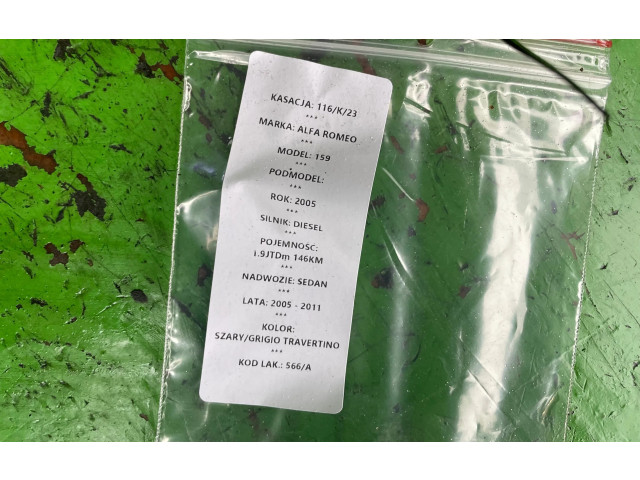 KASACJA: 116/K/23
***
MARKA: ALFA ROMEO
***
MODEL: 159
***
PODMODEL:
***
ROK: 2005
***
SILNIK: DIESEL
***
POJEMNOŚC:
1.9JTDm 146KM
***
NADWOZIE: SEDAN
***
LATA: 2005 - 2011
***
KOLOR:
SZARY/GRIGIO TRAVERTINO
***
KOD LAK.: 566/A